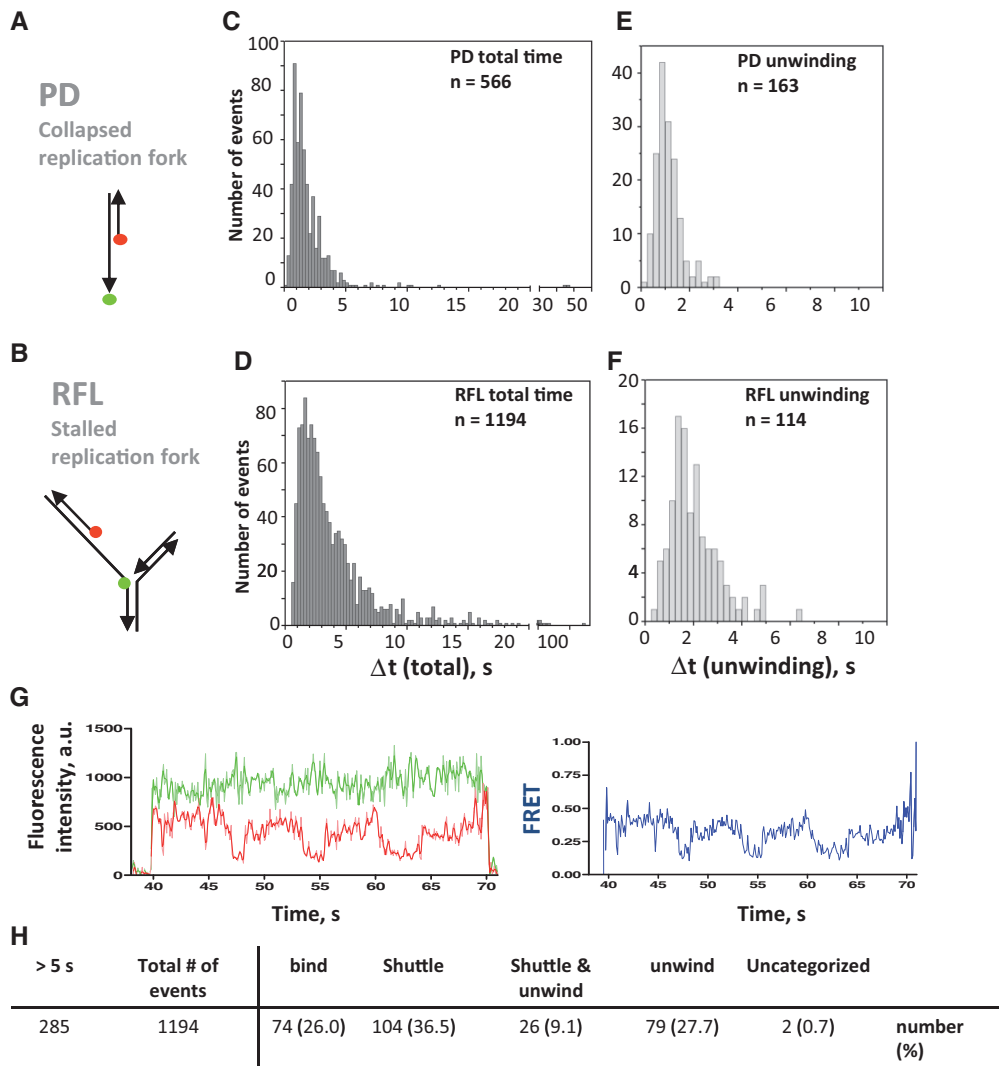 A
PD
Collapsed
replication fork
C
PD total time
n = 566
Number of events
100
80
60
40
20
0
0 5 10 15 20 30 50
E
PD unwinding
n = 163
40
30
20
10
0
0 2 4 6 8 10
B
RFL
Stalled
replication fork
D
RFL total time
n = 1194
Number of events
80
60
40
20
0
0 5 10 15 20 100
Δt (total), s
F
RFL unwinding
n = 114
20
16
12
8
4
0
0 2 4 6 8 10
Δt (unwinding), s
G
Fluorescence
intensity, a.u.
1500
1000
500
0
40 45 50 55 60 65 70
Time, s
FRET
1.00
0.75
0.50
0.25
0.00
40 45 50 55 60 65 70
Time, s
H
> 5 s Total # of events bind Shuttle Shuttle & unwind unwind Uncategorized
285 1194 74 (26.0) 104 (36.5) 26 (9.1) 79 (27.7) 2 (0.7) number (%)